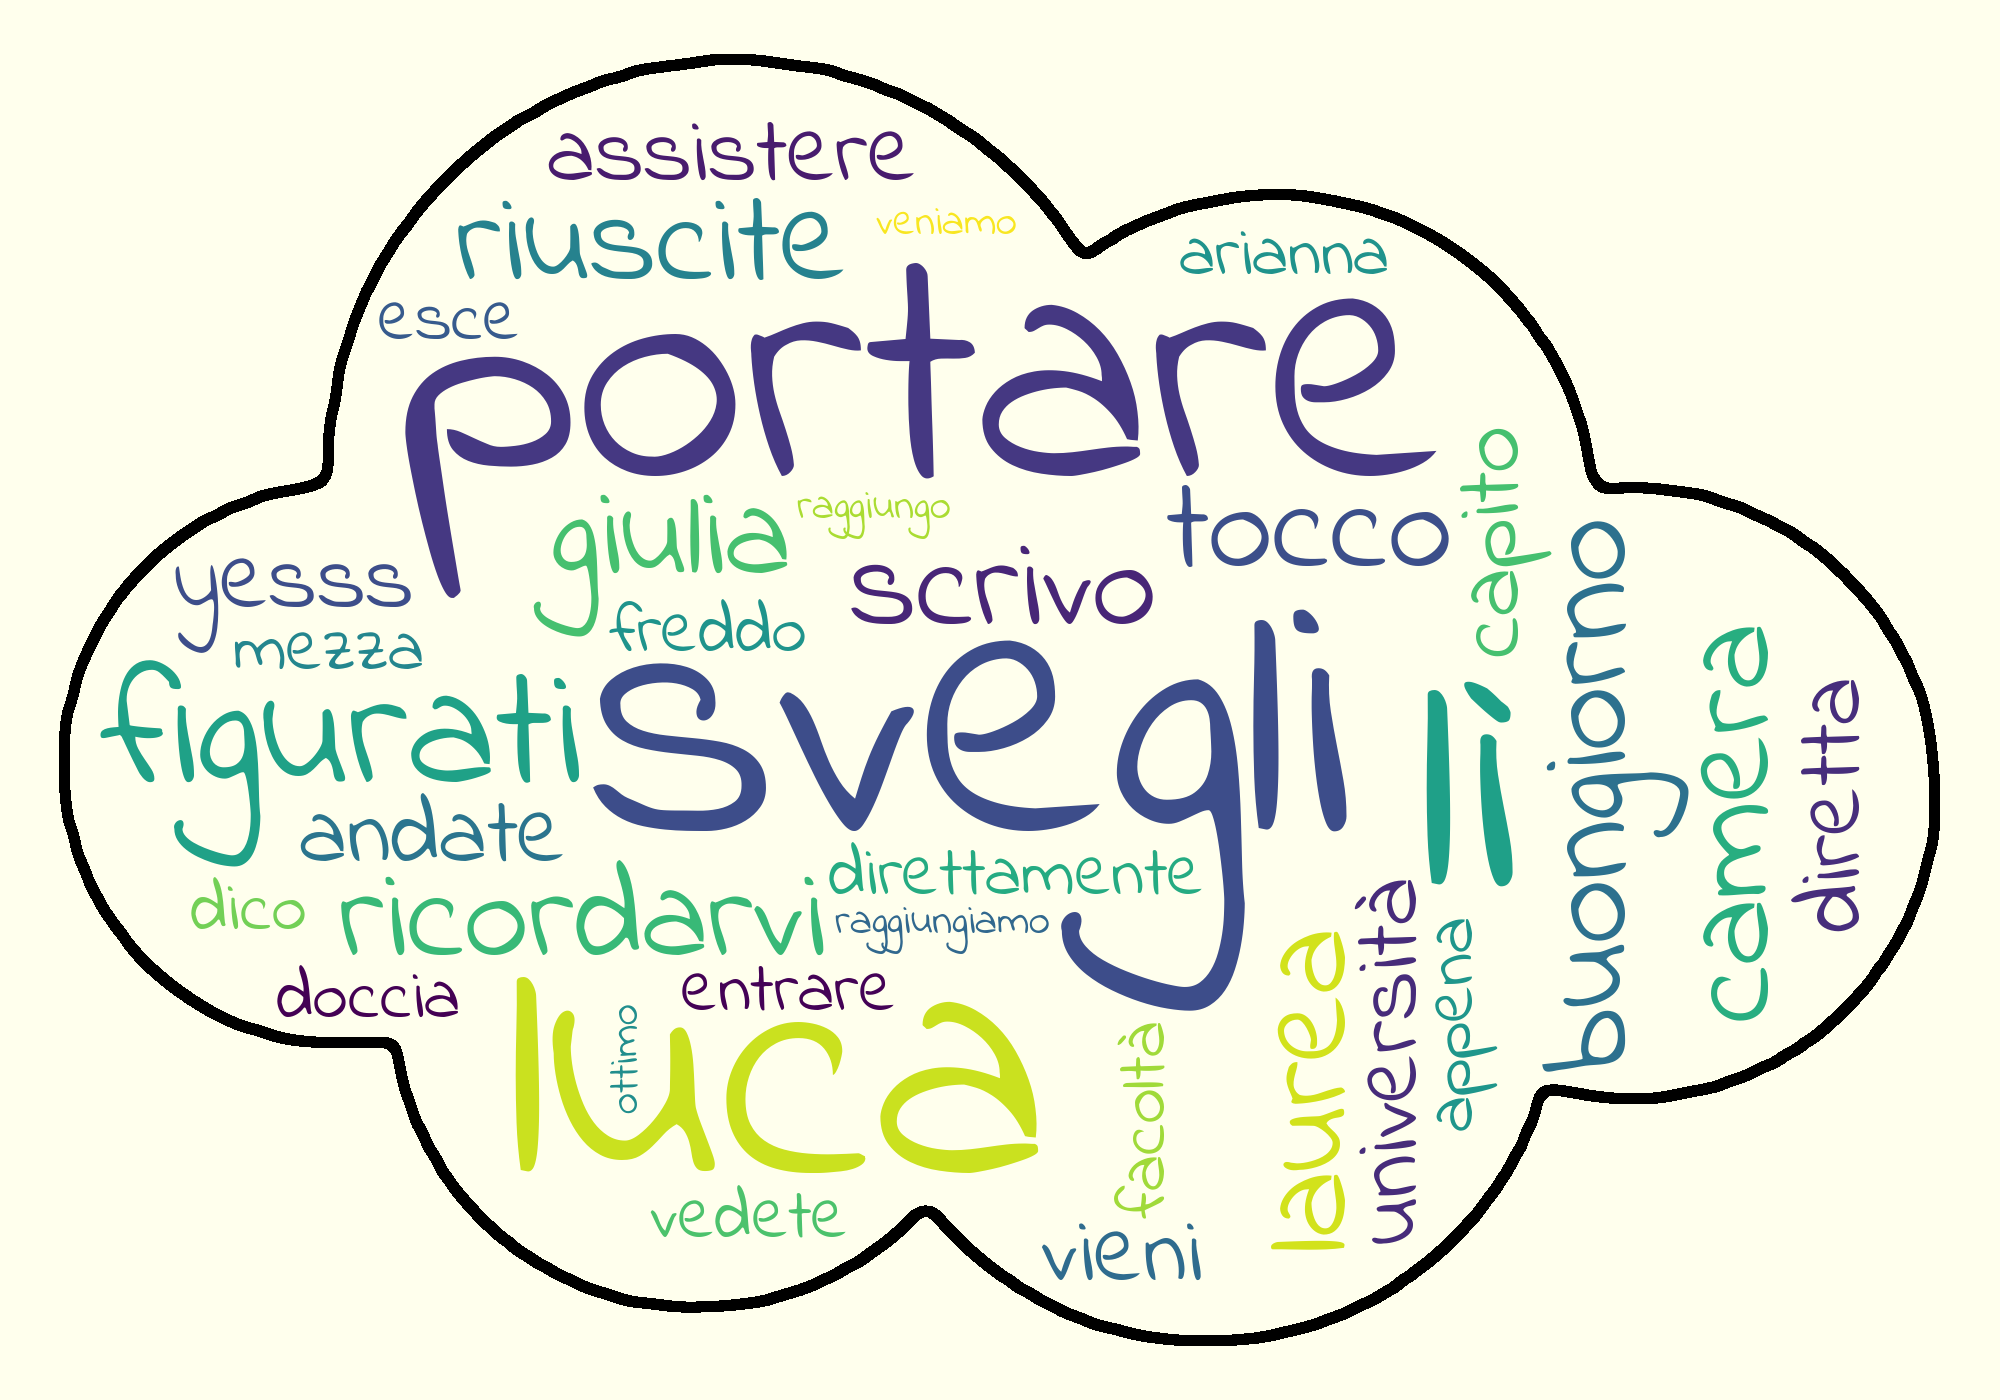 assistere
riuscite
veniamo
arianna
esce
portare
capito
giulia
raggiungo
tocco
scrivo
yesss
freddo
mezza
svegli
figurati
lí
buongiorno
camera
diretta
andate
direttamente
dico
ricordarvi
raggiungiamo
università
appena
laurea
doccia
entrare
luca
ottimo
facoltà
vedete
vieni